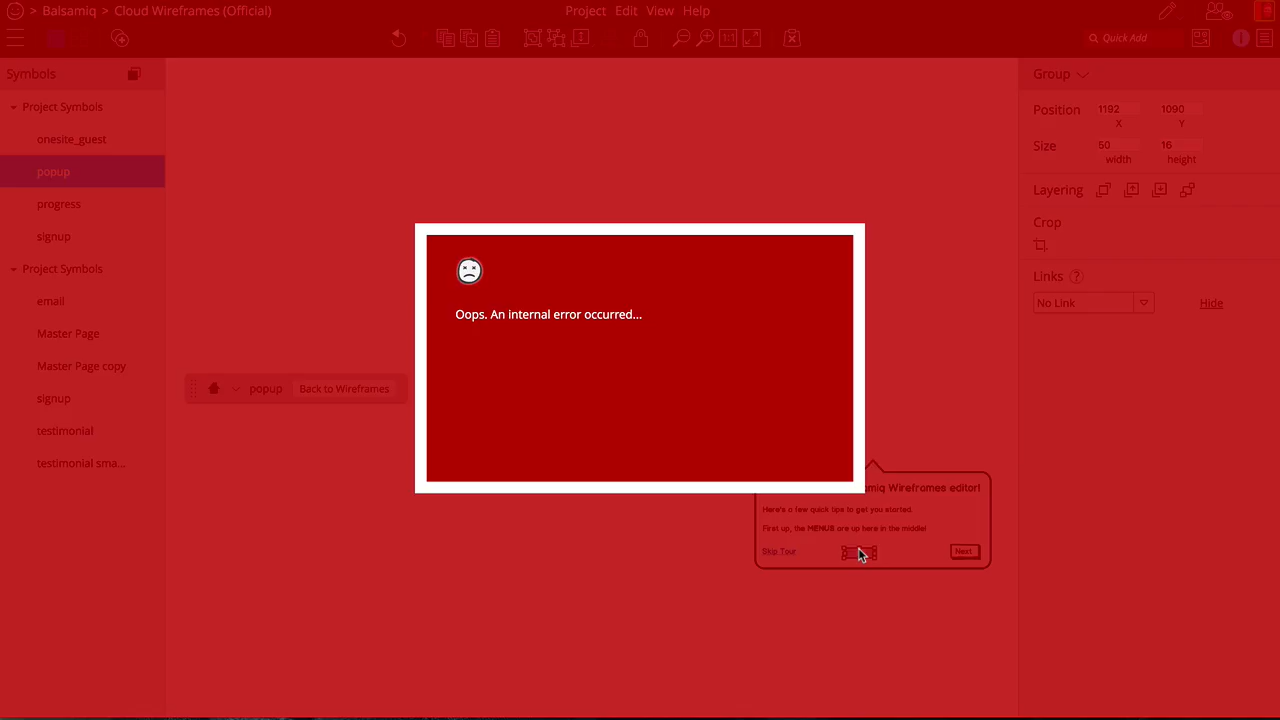 > Balsamiq > Cloud Wireframes (Official)
Project Edit View Help
1:1
Quick Add
Symbols
Project Symbols
onesite_guest
popup
progress
signup
Project Symbols
email
Master Page
Master Page copy
signup
testimonial
testimonial sma...
popup Back to Wireframes
Oops. An internal error occurred...
Wireframes editor!
Here's a few quick tips to get you started.
First up, the MENUS are up here in the middle!
Skip Tour
Next
Group
Position 1192 1090
X Y
Size 50 16
width height
Layering
Crop
Links ?
No Link Hide